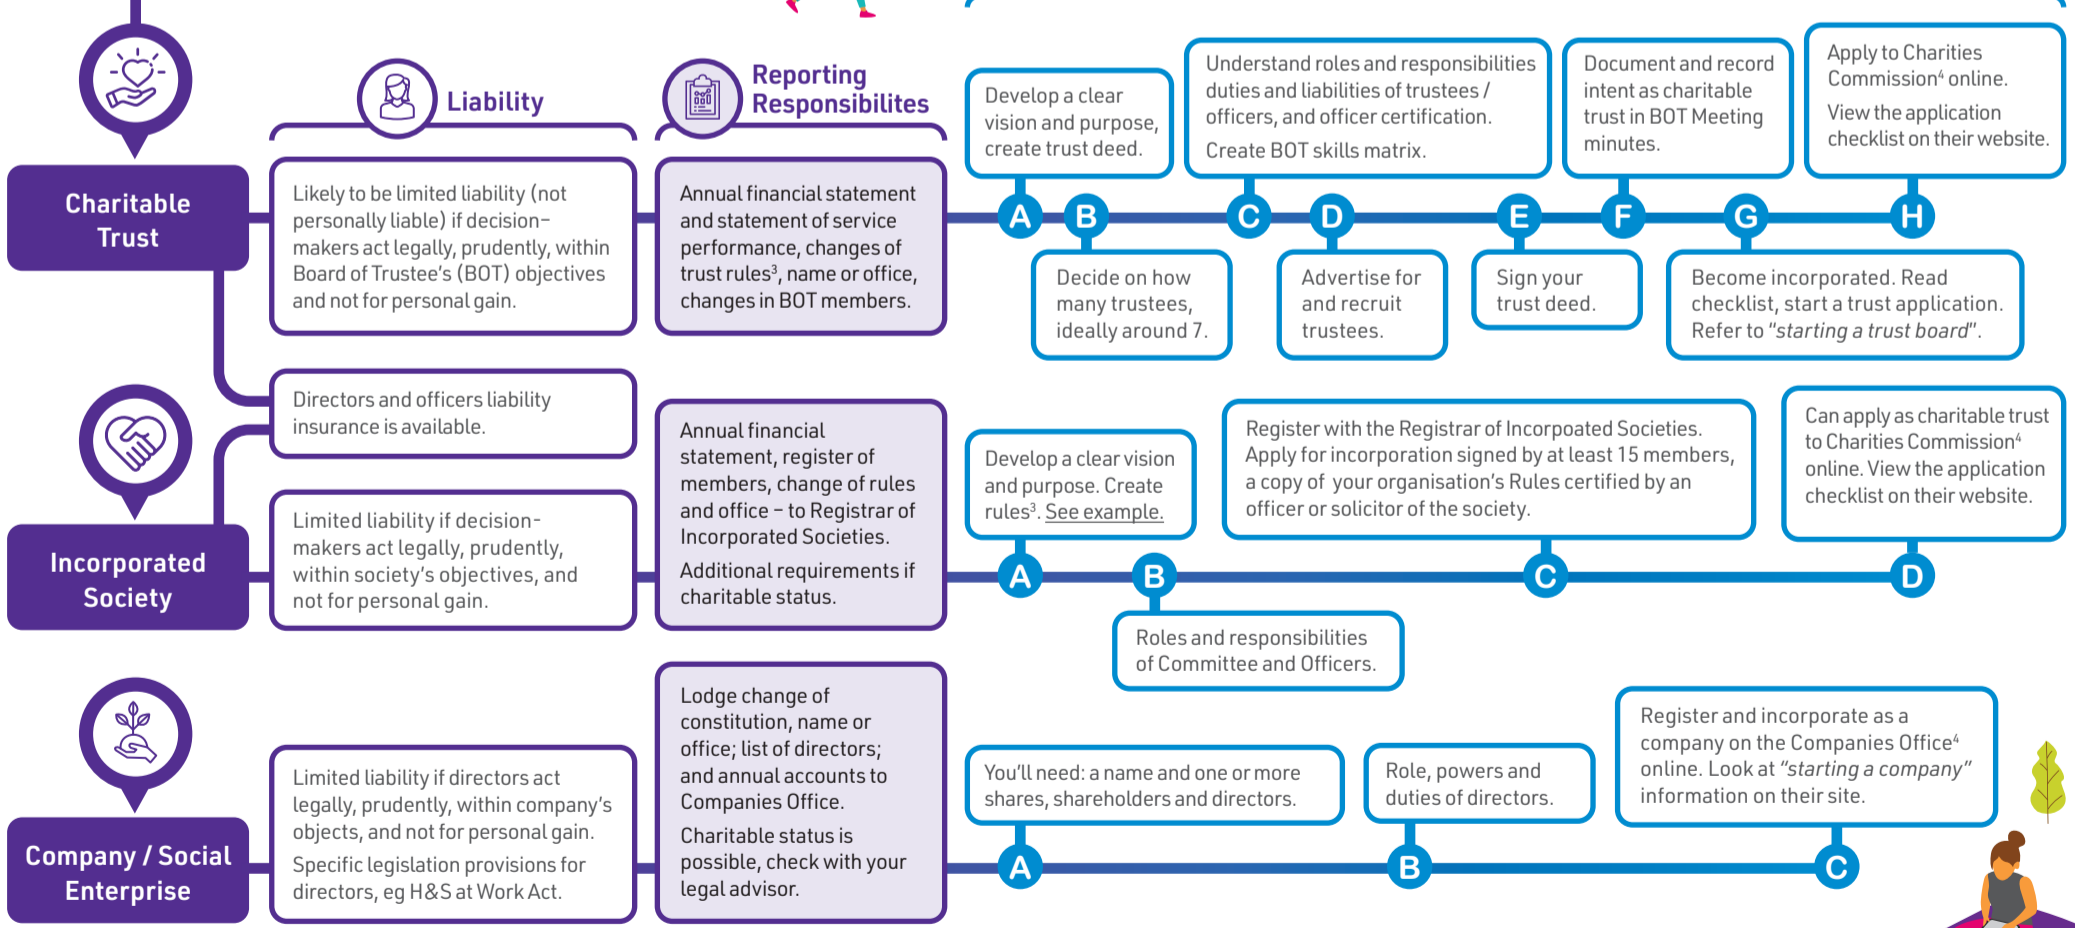 Liability
Reporting
Responsibilites
Charitable
Trust
Likely to be limited liability (not
personally liable) if decision–
makers act legally, prudently, within
Board of Trustee's (BOT) objectives
and not for personal gain.
Annual financial statement
and statement of service
performance, changes of
trust rules³, name or office,
changes in BOT members.
Develop a clear
vision and purpose,
create trust deed.
A
B
Decide on how
many trustees,
ideally around 7.
Understand roles and responsibilities
duties and liabilities of trustees /
officers, and officer certification.
Create BOT skills matrix.
C
D
Advertise for
and recruit
trustees.
E
Sign your
trust deed.
Document and record
intent as charitable
trust in BOT Meeting
minutes.
F
G
Become incorporated. Read
checklist, start a trust application.
Refer to "starting a trust board".
Apply to Charities
Commission⁴ online.
View the application
checklist on their website.
H
Directors and officers liability
insurance is available.
Incorporated
Society
Limited liability if decision-
makers act legally, prudently,
within society's objectives, and
not for personal gain.
Annual financial
statement, register of
members, change of rules
and office – to Registrar of
Incorporated Societies.
Additional requirements if
charitable status.
Develop a clear vision
and purpose. Create
rules³. See example.
A
B
Roles and responsibilities
of Committee and Officers.
Register with the Registrar of Incorpoated Societies.
Apply for incorporation signed by at least 15 members,
a copy of your organisation's Rules certified by an
officer or solicitor of the society.
C
Can apply as charitable trust
to Charities Commission⁴
online. View the application
checklist on their website.
D
Company / Social
Enterprise
Limited liability if directors act
legally, prudently, within company's
objects, and not for personal gain.
Specific legislation provisions for
directors, eg H&S at Work Act.
Lodge change of
constitution, name or
office; list of directors;
and annual accounts to
Companies Office.
Charitable status is
possible, check with your
legal advisor.
You'll need: a name and one or more
shares, shareholders and directors.
A
Role, powers and
duties of directors.
B
Register and incorporate as a
company on the Companies Office⁴
online. Look at "starting a company"
information on their site.
C